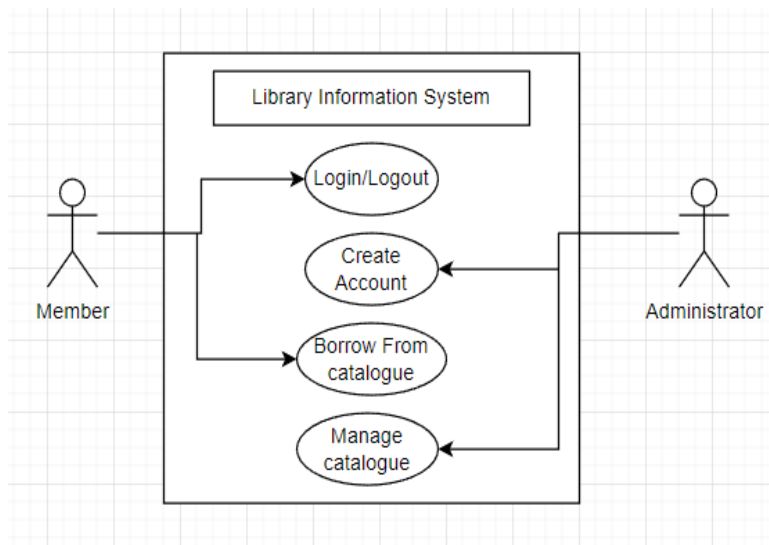 Library Information System
Login/Logout
Create
Account
Member
Administrator
Borrow From
catalogue
Manage
catalogue